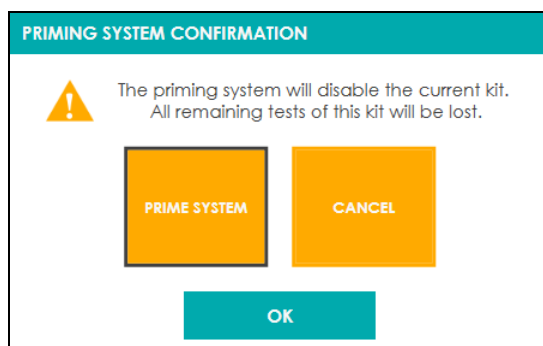 PRIMING SYSTEM CONFIRMATION
The priming system will disable the current kit.
All remaining tests of this kit will be lost.
PRIME SYSTEM
CANCEL
OK